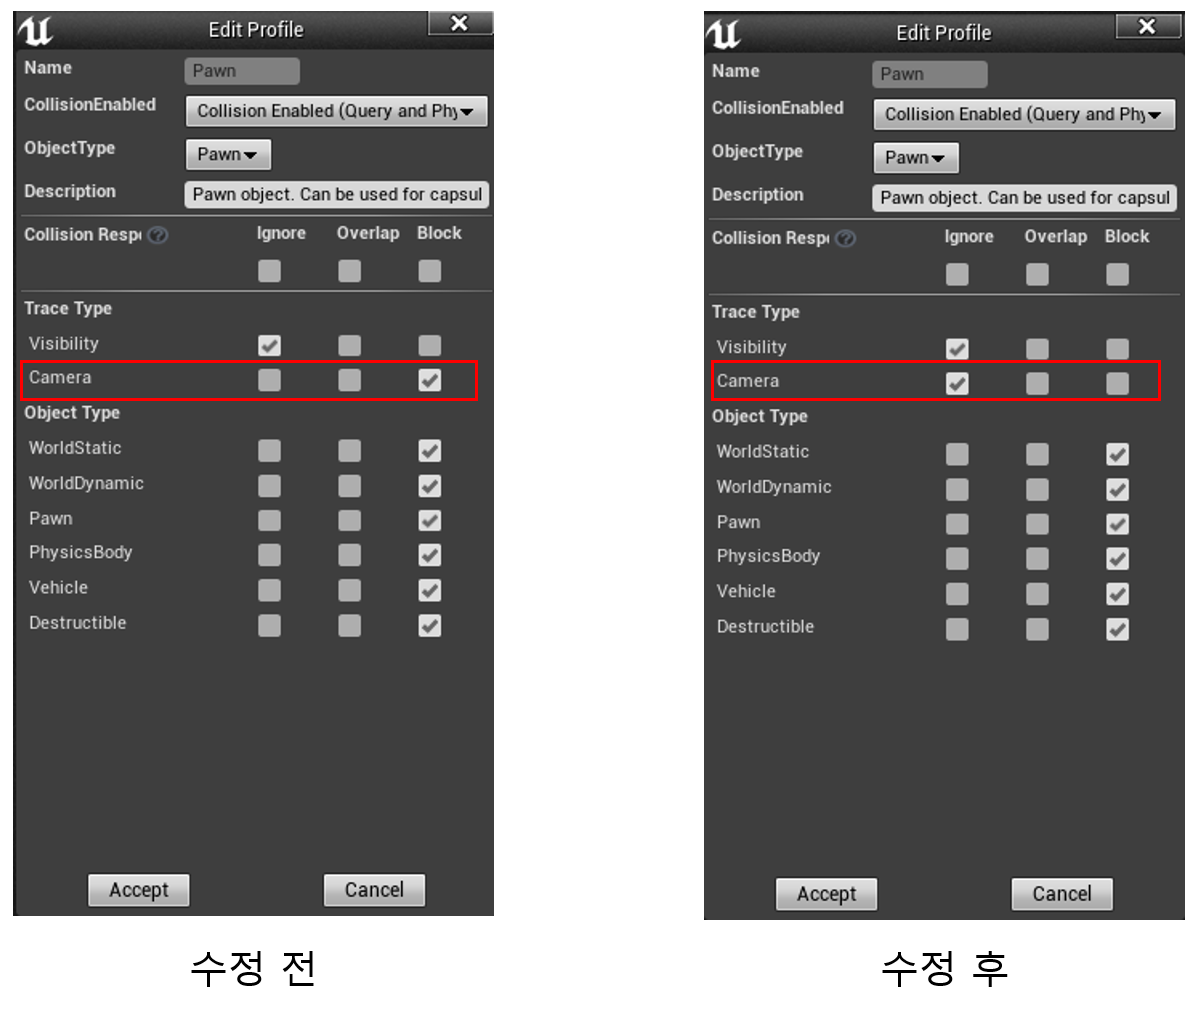 Edit Profile
Name Pawn
CollisionEnabled Collision Enabled (Query and Phy
ObjectType Pawn
Description Pawn object. Can be used for capsul
Collision Resp ? Ignore Overlap Block
Trace Type
Visibility
Camera
Object Type
WorldStatic
WorldDynamic
Pawn
PhysicsBody
Vehicle
Destructible
Accept Cancel
수정 전
Edit Profile
Name Pawn
CollisionEnabled Collision Enabled (Query and Phy
ObjectType Pawn
Description Pawn object. Can be used for capsul
Collision Resp ? Ignore Overlap Block
Trace Type
Visibility
Camera
Object Type
WorldStatic
WorldDynamic
Pawn
PhysicsBody
Vehicle
Destructible
Accept Cancel
수정 후